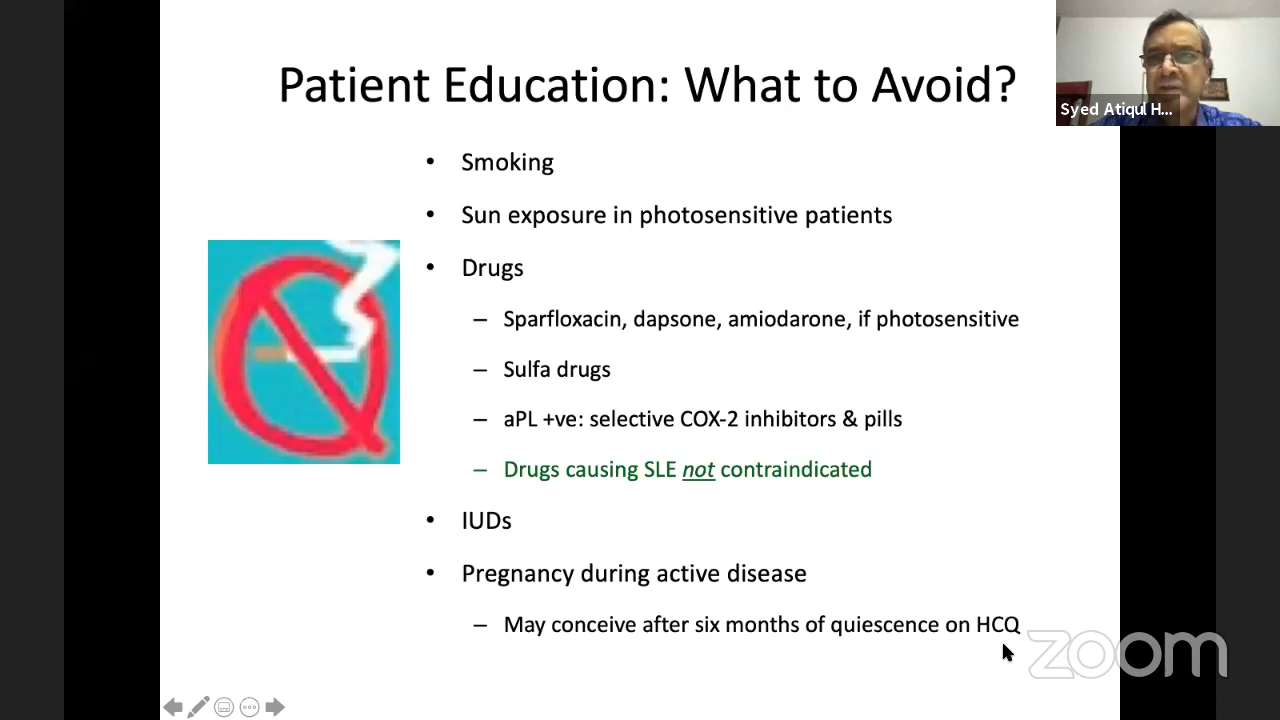 Patient Education: What to Avoid?
Syed Atiqul H...
• Smoking
• Sun exposure in photosensitive patients
• Drugs
– Sparfloxacin, dapsone, amiodarone, if photosensitive
– Sulfa drugs
– aPL +ve: selective COX-2 inhibitors & pills
– Drugs causing SLE not contraindicated
• IUDs
• Pregnancy during active disease
– May conceive after six months of quiescence on HCQ
zoom